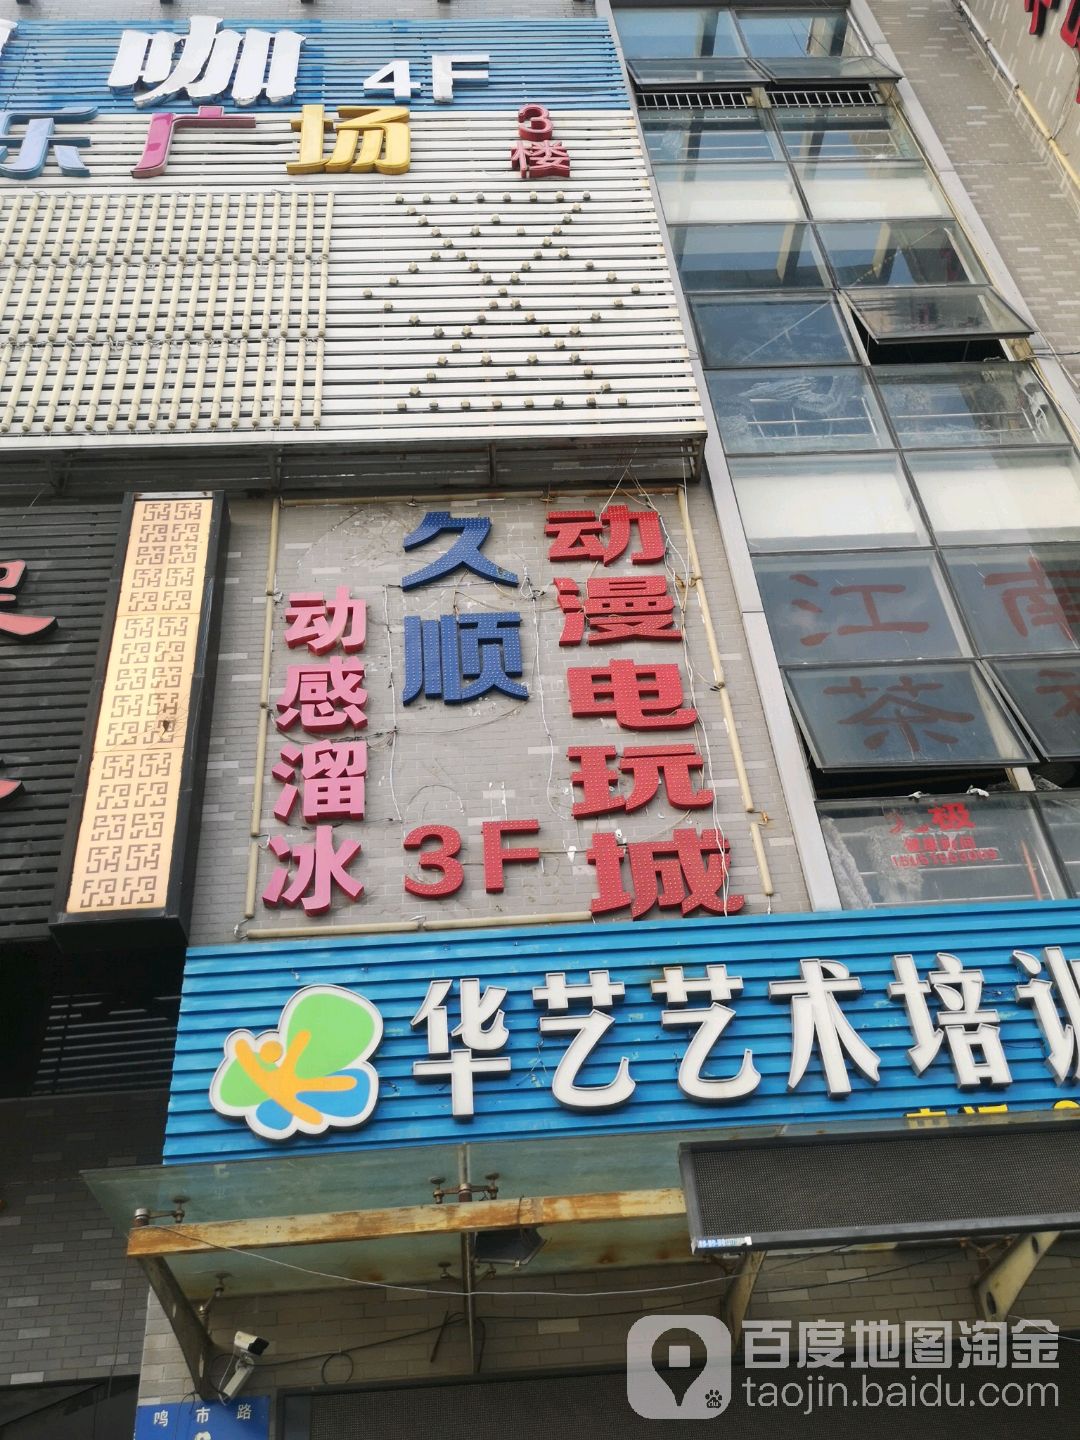 咖 4F
乐广场 3楼
动漫电玩城
久顺
3F
动感溜冰
江南
茶
极
华艺艺术培训
鸣市路
百度地图淘金
taojin.baidu.com